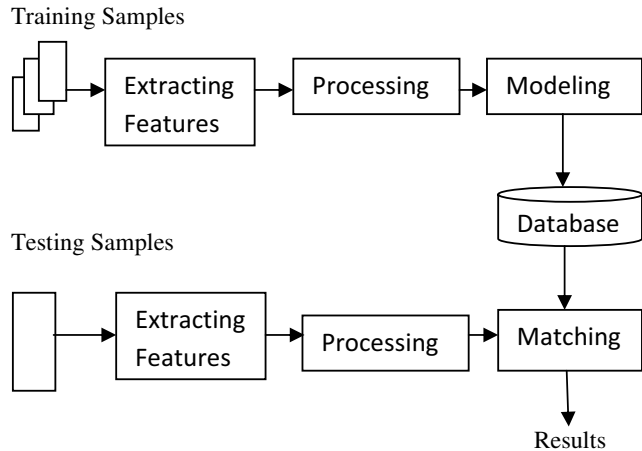 Training Samples
Extracting
Features
Processing
Modeling
Database
Testing Samples
Extracting
Features
Processing
Matching
Results